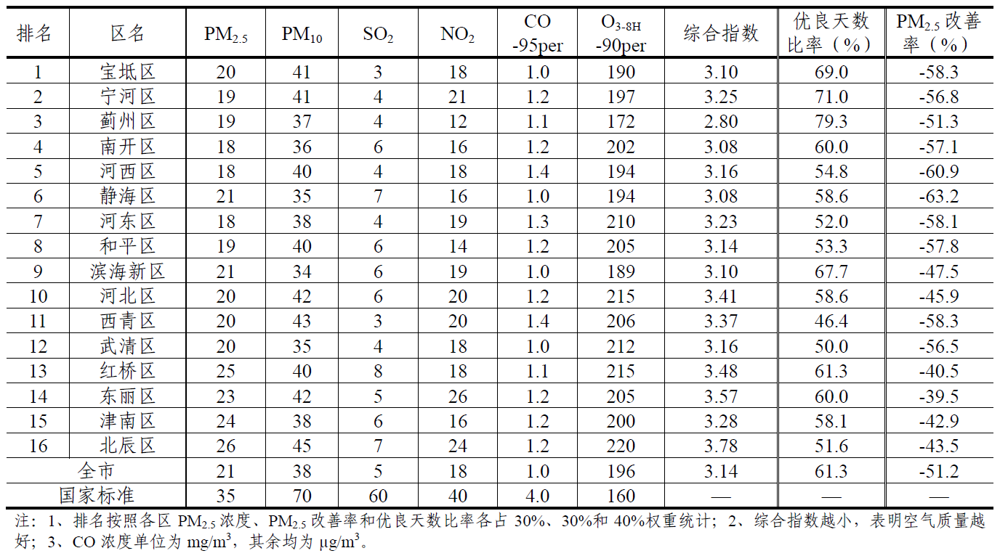 排名 区名 PM2.5 PM10 SO2 NO2 CO-95per O3-8H-90per 综合指数 优良天数比率（%） PM2.5改善率（%）
1 宝坻区 20 41 3 18 1.0 190 3.10 69.0 -58.3
2 宁河区 19 41 4 21 1.2 197 3.25 71.0 -56.8
3 蓟州区 19 37 4 12 1.1 172 2.80 79.3 -51.3
4 南开区 18 36 6 16 1.2 202 3.08 60.0 -57.1
5 河西区 18 40 4 18 1.4 194 3.16 54.8 -60.9
6 静海区 21 35 7 16 1.0 194 3.08 58.6 -63.2
7 河东区 18 38 4 19 1.3 210 3.23 52.0 -58.1
8 和平区 19 40 6 14 1.2 205 3.14 53.3 -57.8
9 滨海新区 21 34 6 19 1.0 189 3.10 67.7 -47.5
10 河北区 20 42 6 20 1.2 215 3.41 58.6 -45.9
11 西青区 20 43 3 20 1.4 206 3.37 46.4 -58.3
12 武清区 20 35 4 18 1.0 212 3.16 50.0 -56.5
13 红桥区 25 40 8 18 1.1 215 3.48 61.3 -40.5
14 东丽区 23 42 5 26 1.2 205 3.57 60.0 -39.5
15 津南区 24 38 6 16 1.2 200 3.28 58.1 -42.9
16 北辰区 26 45 7 24 1.2 220 3.78 51.6 -43.5
全市 21 38 5 18 1.0 196 3.14 61.3 -51.2
国家标准 35 70 60 40 4.0 160 — — —
注：1、排名按照各区 PM2.5浓度、PM2.5改善率和优良天数比率各占 30%、30%和 40%权重统计；2、综合指数越小，表明空气质量越
好；3、CO 浓度单位为 mg/m3，其余均为 μg/m3。